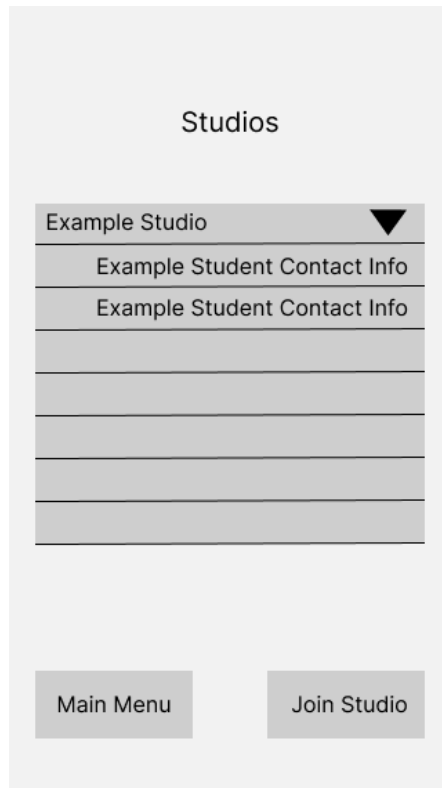 Studios
Example Studio
Example Student Contact Info
Example Student Contact Info
Main Menu
Join Studio